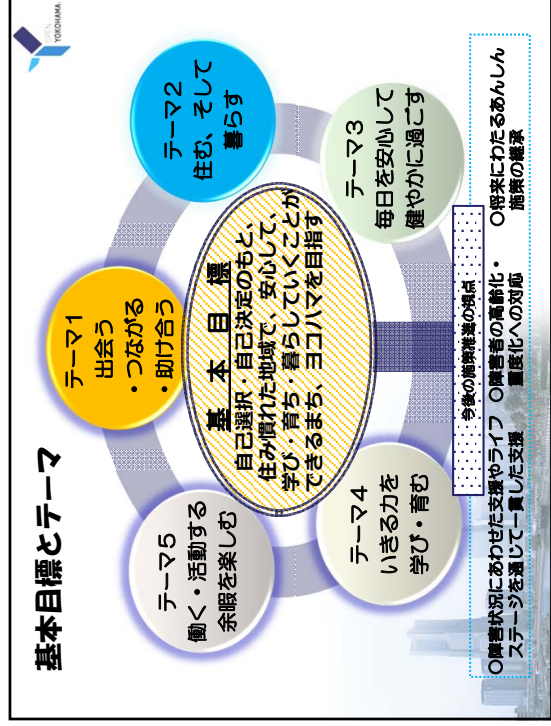 基本目標とテーマ
OPEN
YOKOHAMA
テーマ1
出会う
・つながる
・助け合う
テーマ2
住む、そして
暮らす
テーマ3
毎日を安心して
健やかに過ごす
テーマ4
いきる力を
学び・育む
テーマ5
働く・活動する
余暇を楽しむ
基　本　目　標
自己選択・自己決定のもと、
住み慣れた地域で、安心して、
学び・育ち・暮らしていくことが
できるまち、ヨコハマを目指す
今後の施策推進の視点
○障害状況にあわせた支援やライフ
ステージを通じて一貫した支援
○障害者の高齢化・
重度化への対応
○将来にわたるあんしん
施策の継承